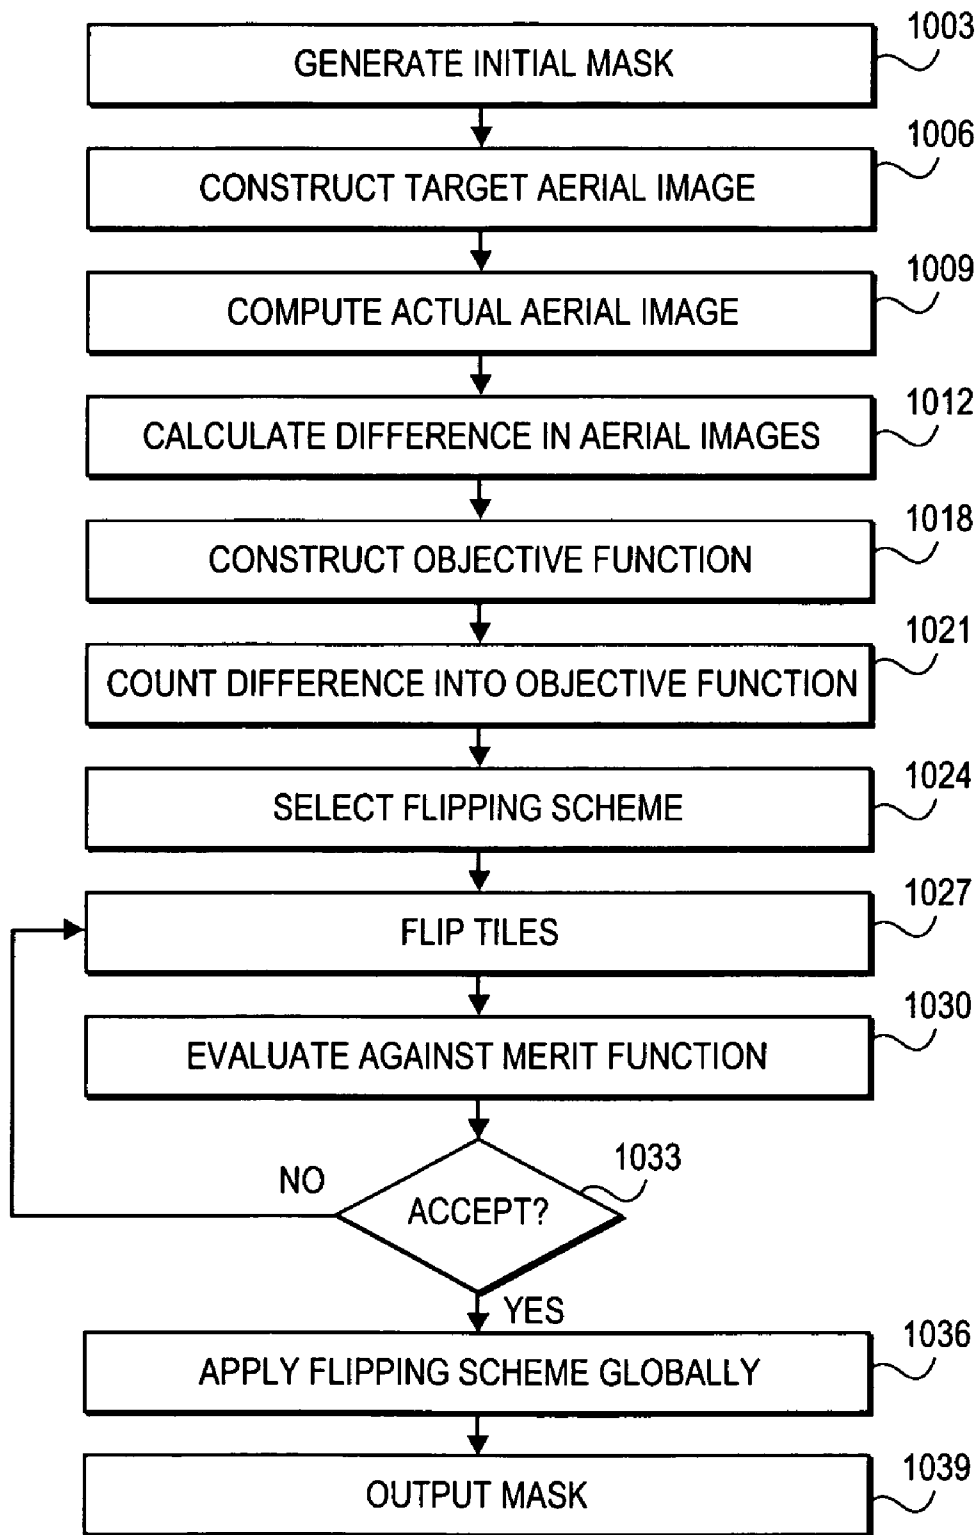 1003
GENERATE INITIAL MASK
1006
CONSTRUCT TARGET AERIAL IMAGE
1009
COMPUTE ACTUAL AERIAL IMAGE
1012
CALCULATE DIFFERENCE IN AERIAL IMAGES
1018
CONSTRUCT OBJECTIVE FUNCTION
1021
COUNT DIFFERENCE INTO OBJECTIVE FUNCTION
1024
SELECT FLIPPING SCHEME
1027
FLIP TILES
1030
EVALUATE AGAINST MERIT FUNCTION
1033
NO
ACCEPT?
YES
1036
APPLY FLIPPING SCHEME GLOBALLY
1039
OUTPUT MASK